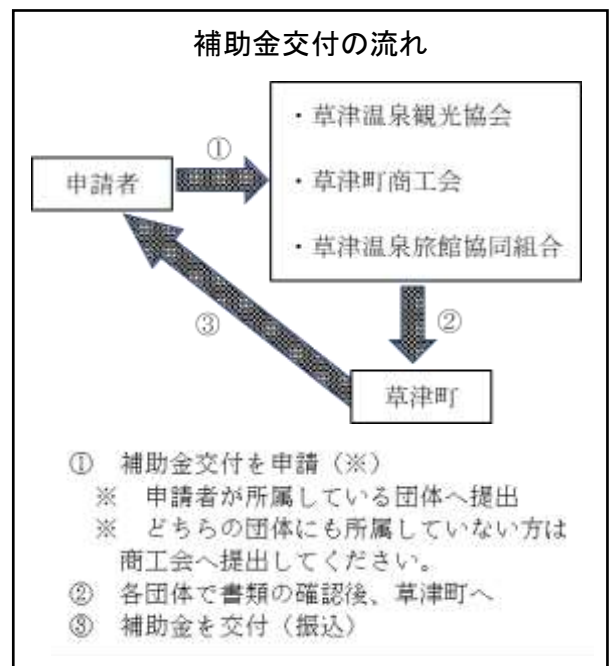 補助金交付の流れ
・草津温泉観光協会
①
申請者
・草津町商工会
・草津温泉旅館協同組合
②
③
草津町
① 補助金交付を申請（※）
※ 申請者が所属している団体へ提出
※ どちらの団体にも所属していない方は
商工会へ提出してください。
② 各団体で書類の確認後、草津町へ
③ 補助金を交付（振込）